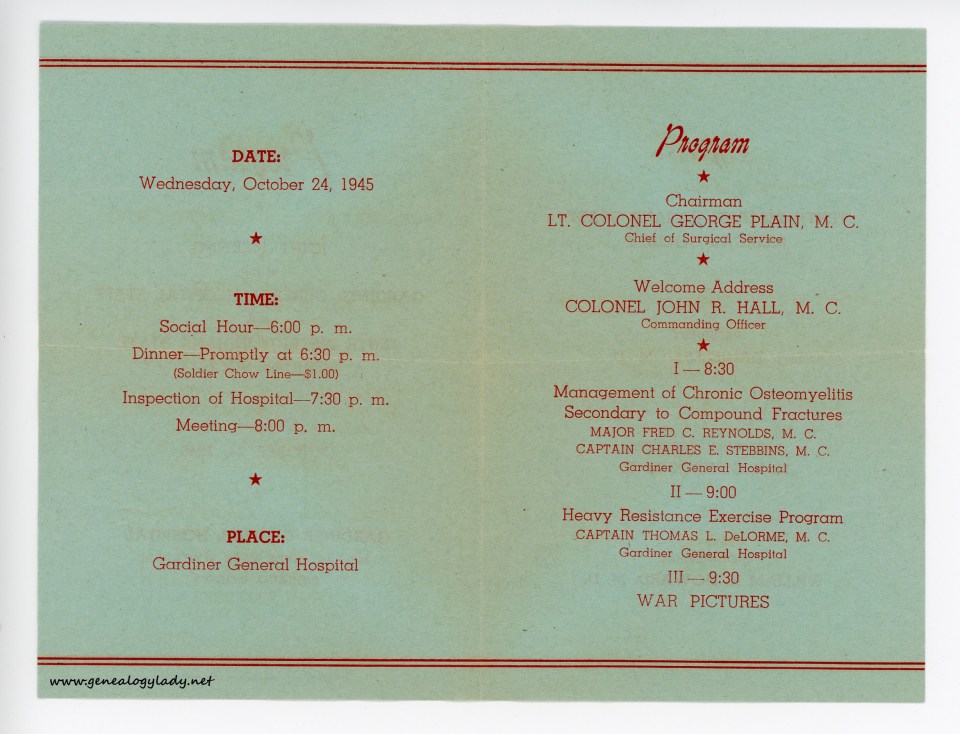 DATE:
Wednesday, October 24, 1945
TIME:
Social Hour—6:00 p. m.
Dinner—Promptly at 6:30 p. m.
(Soldier Chow Line—$1.00)
Inspection of Hospital—7:30 p. m.
Meeting—8:00 p. m.
PLACE:
Gardiner General Hospital
Program
Chairman
LT. COLONEL GEORGE PLAIN, M. C.
Chief of Surgical Service
Welcome Address
COLONEL JOHN R. HALL, M. C.
Commanding Officer
I — 8:30
Management of Chronic Osteomyelitis
Secondary to Compound Fractures
MAJOR FRED C. REYNOLDS, M. C.
CAPTAIN CHARLES E. STEBBINS, M. C.
Gardiner General Hospital
II — 9:00
Heavy Resistance Exercise Program
CAPTAIN THOMAS L. DeLORME, M. C.
Gardiner General Hospital
III — 9:30
WAR PICTURES
www.genealogylady.net